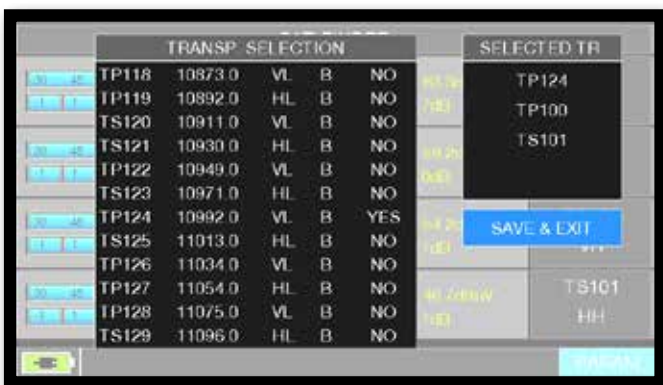 TRANSP SELECTION
TP118 10873.0 VL B NO
TP119 10892.0 HL B NO
TS120 10911.0 VL B NO
TS121 10930.0 HL B NO
TP122 10949.0 VL B NO
TS123 10971.0 HL B NO
TP124 10992.0 VL B YES
TS125 11013.0 HL B NO
TP126 11034.0 VL B NO
TP127 11054.0 HL B NO
TP128 11075.0 VL B NO
TS129 11096.0 HL B NO
SELECTED TR
TP124
TP100
TS101
SAVE & EXIT
TS101
HH